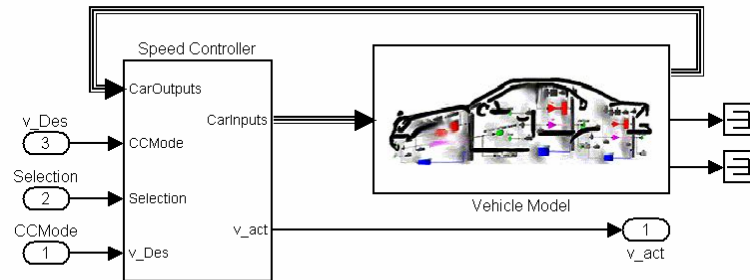 Speed Controller
CarOutputs
CarInputs
v_Des
3
CCMode
Selection
2
Selection
CCMode
1
v_Des
v_act
Vehicle Model
1
v_act